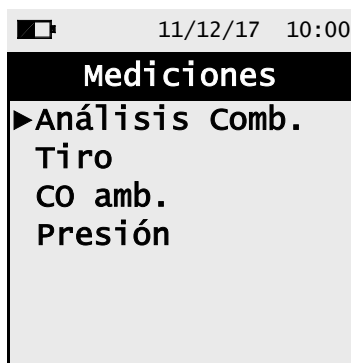 11/12/17 10:00
Mediciones
►Análisis Comb.
Tiro
CO amb.
Presión